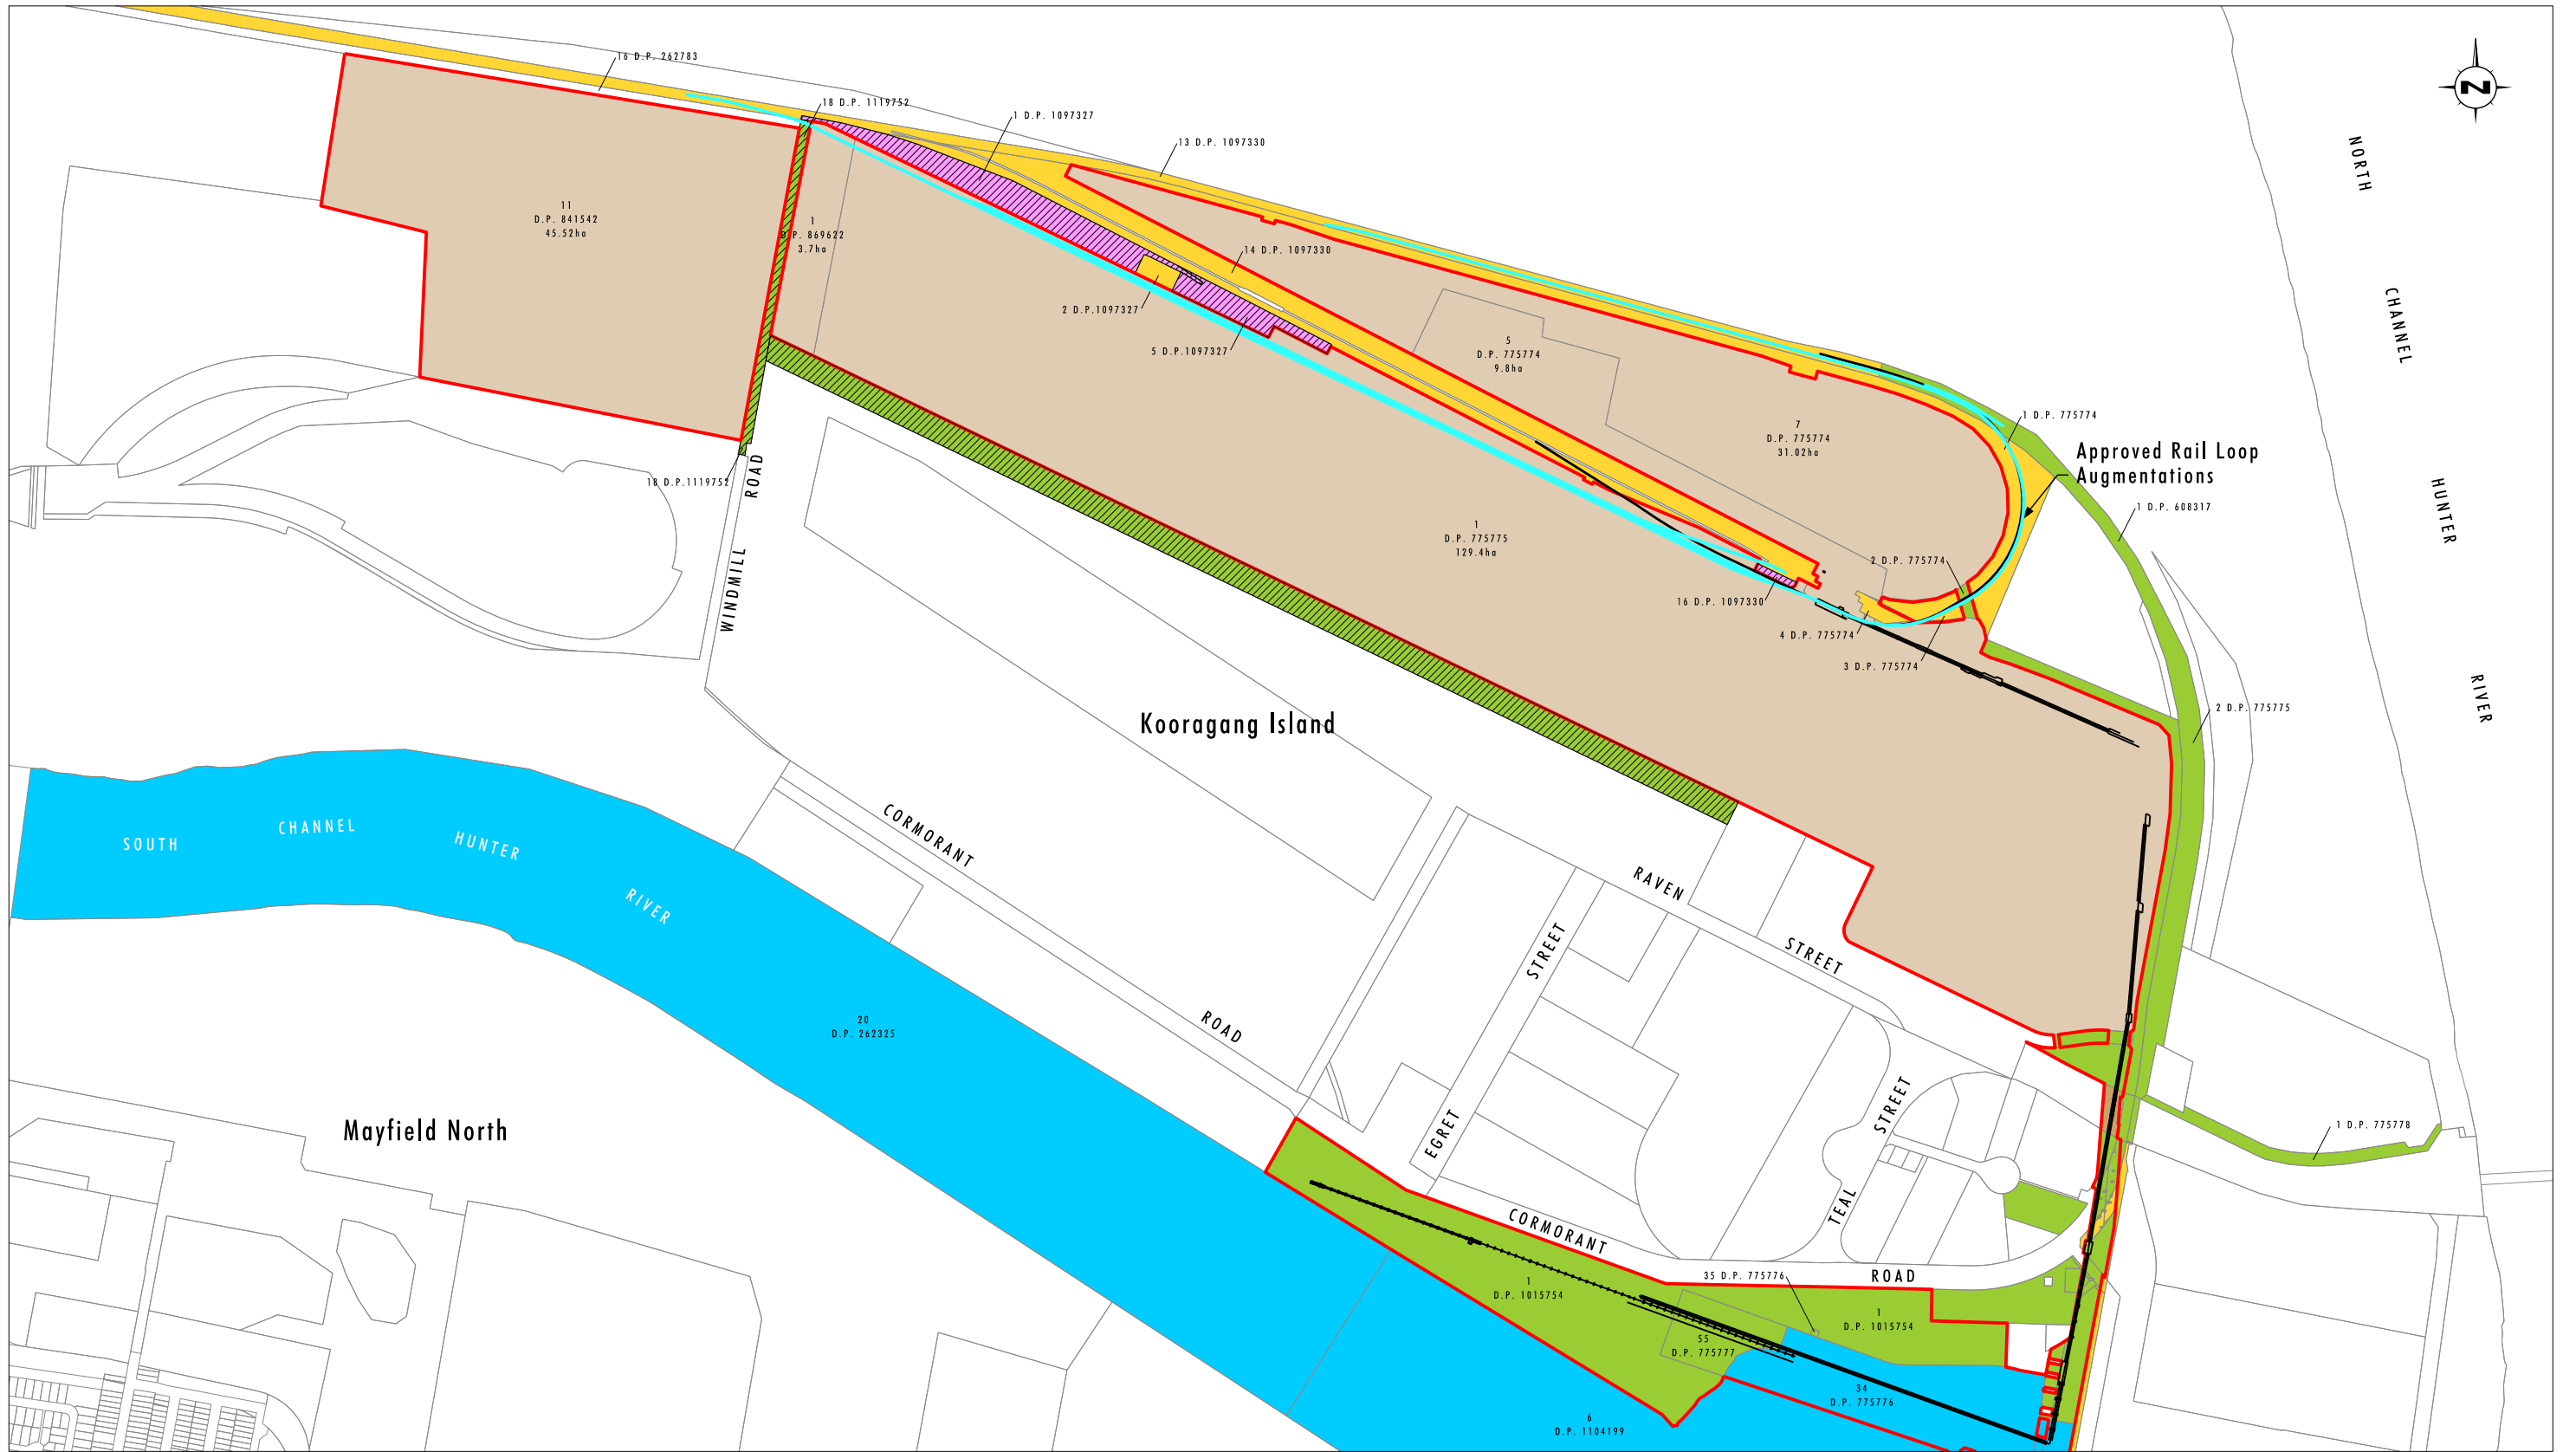 16 D.P. 262783
18 D.P. 1119752
1 D.P. 1097327
13 D.P. 1097330
N
NORTH
CHANNEL
HUNTER
RIVER
11
D.P. 841542
45.52ha
1
D.P. 869622
3.7ha
14 D.P. 1097330
2 D.P.1097327
5 D.P.1097327
5
D.P. 775774
9.8ha
7
D.P. 775774
31.02ha
1 D.P. 775774
Approved Rail Loop
Augmentations
1 D.P. 608317
18 D.P.1119752
WINDMILL ROAD
1
D.P. 775775
129.4ha
2 D.P. 775774
16 D.P. 1097330
4 D.P. 775774
3 D.P. 775774
2 D.P. 775775
Kooragang Island
SOUTH CHANNEL HUNTER RIVER
CORMORANT ROAD
RAVEN STREET
EGRET STREET
20
D.P. 262325
Mayfield North
TEAL STREET
1 D.P. 775778
CORMORANT ROAD
35 D.P. 775776
1
D.P. 1015754
1
D.P. 1015754
55
D.P. 775777
34
D.P. 775776
6
D.P. 1104199